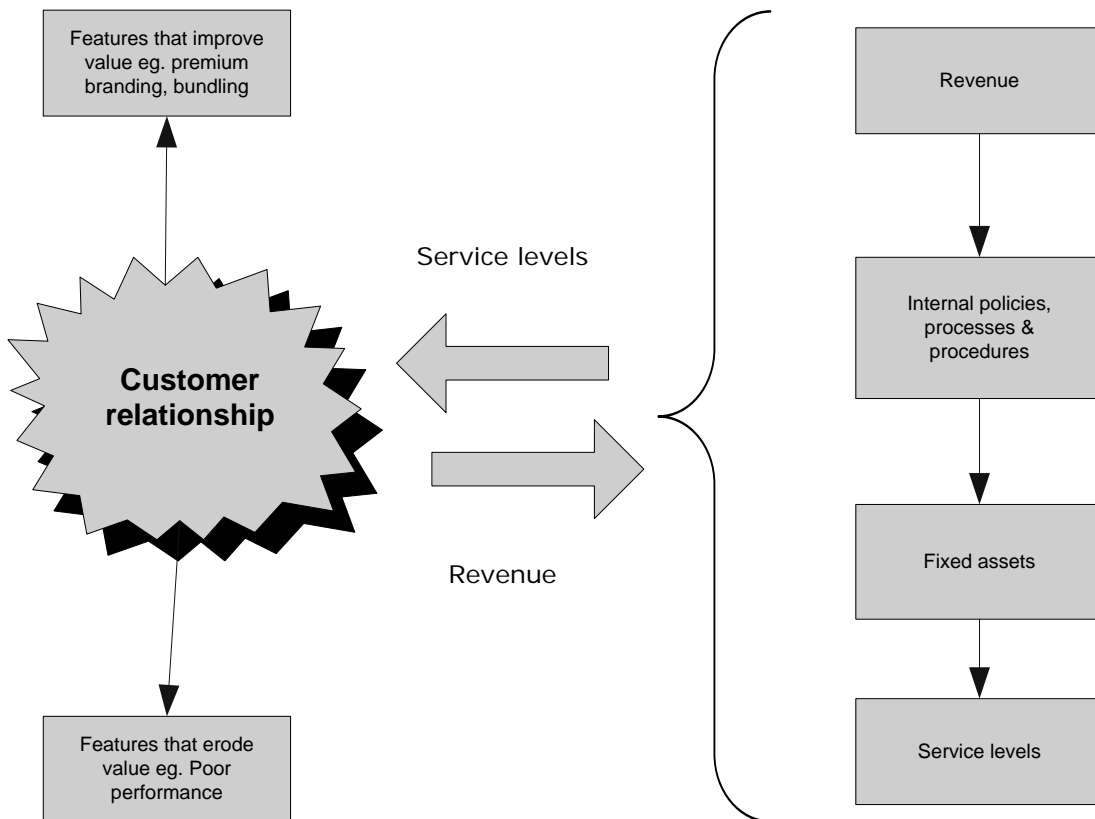 Features that improve
value eg. premium
branding, bundling
Customer
relationship
Features that erode
value eg. Poor
performance
Service levels
Revenue
Revenue
Internal policies,
processes &
procedures
Fixed assets
Service levels